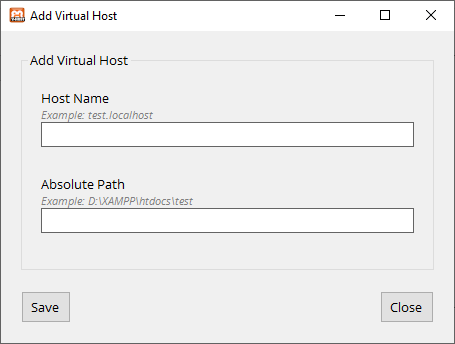 Add Virtual Host
Add Virtual Host
Host Name
Example: test.localhost
Absolute Path
Example: D:\XAMPP\htdocs\test
Save
Close